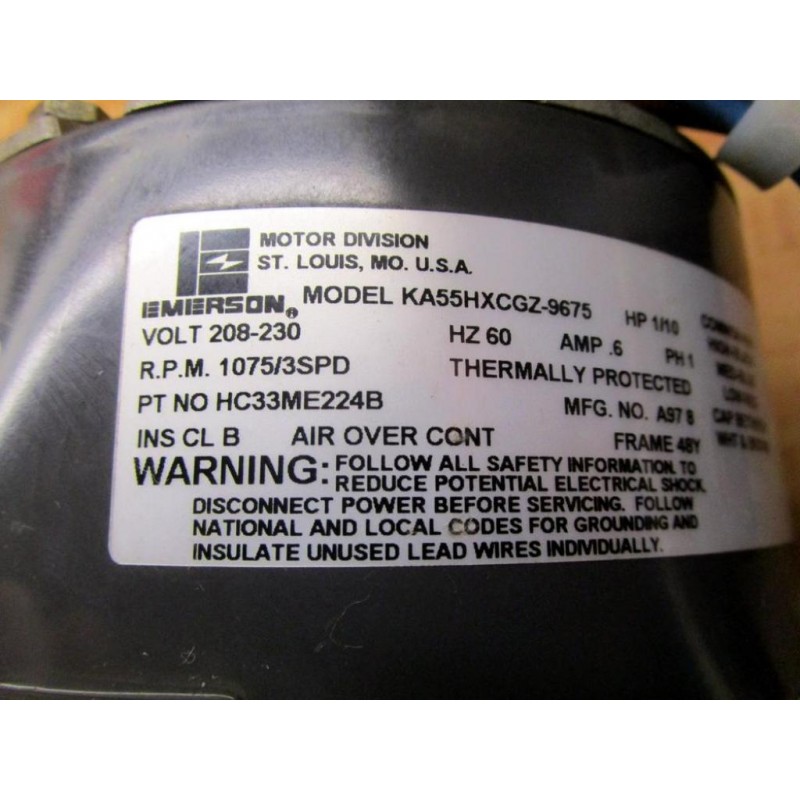 MOTOR DIVISION
ST. LOUIS, MO. U.S.A.
EMERSON® MODEL KA55HXCGZ-9675 HP 1/10
VOLT 208-230 HZ 60 AMP .6 PH 1
R.P.M. 1075/3SPD THERMALLY PROTECTED
PT NO HC33ME224B MFG. NO. A97 8
INS CL B AIR OVER CONT FRAME 48Y
WARNING: FOLLOW ALL SAFETY INFORMATION TO
REDUCE POTENTIAL ELECTRICAL SHOCK.
DISCONNECT POWER BEFORE SERVICING. FOLLOW
NATIONAL AND LOCAL CODES FOR GROUNDING AND
INSULATE UNUSED LEAD WIRES INDIVIDUALLY.
CAP
WHT &